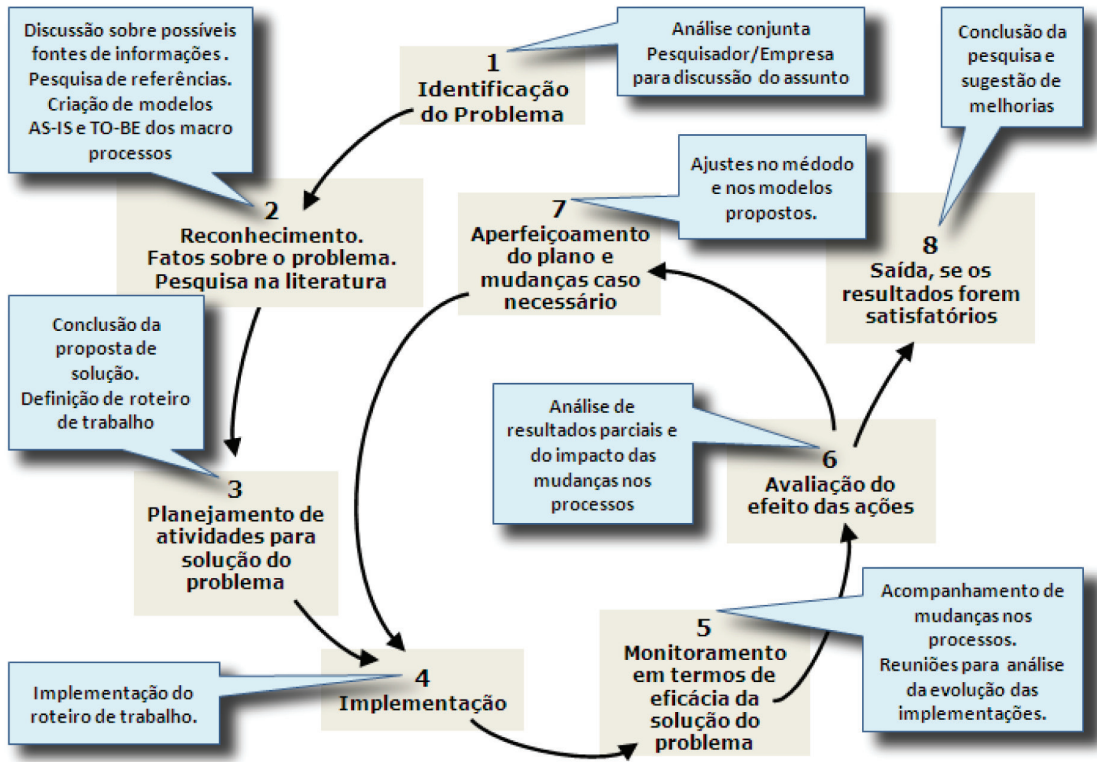 Discussão sobre possíveis
fontes de informações .
Pesquisa de referências.
Criação de modelos
AS-IS e TO-BE dos macro
processos
1
Identificação
do Problema
Análise conjunta
Pesquisador/Empresa
para discussão do assunto
Conclusão da
pesquisa e
sugestão de
melhorias
2
Reconhecimento.
Fatos sobre o problema.
Pesquisa na literatura
7
Aperfeiçoamento
do plano e
mudanças caso
necessário
Ajustes no médodo
e nos modelos
propostos.
8
Saída, se os
resultados forem
satisfatórios
Conclusão da
proposta de
solução.
Definição de roteiro
de trabalho
3
Planejamento de
atividades para
solução do
problema
Análise de
resultados parciais e
do impacto das
mudanças nos
processos
6
Avaliação do
efeito das ações
Implementação do
roteiro de trabalho.
4
Implementação
5
Monitoramento
em termos de
eficácia da
solução do
problema
Acompanhamento de
mudanças nos
processos.
Reuniões para análise
da evolução das
implementações.